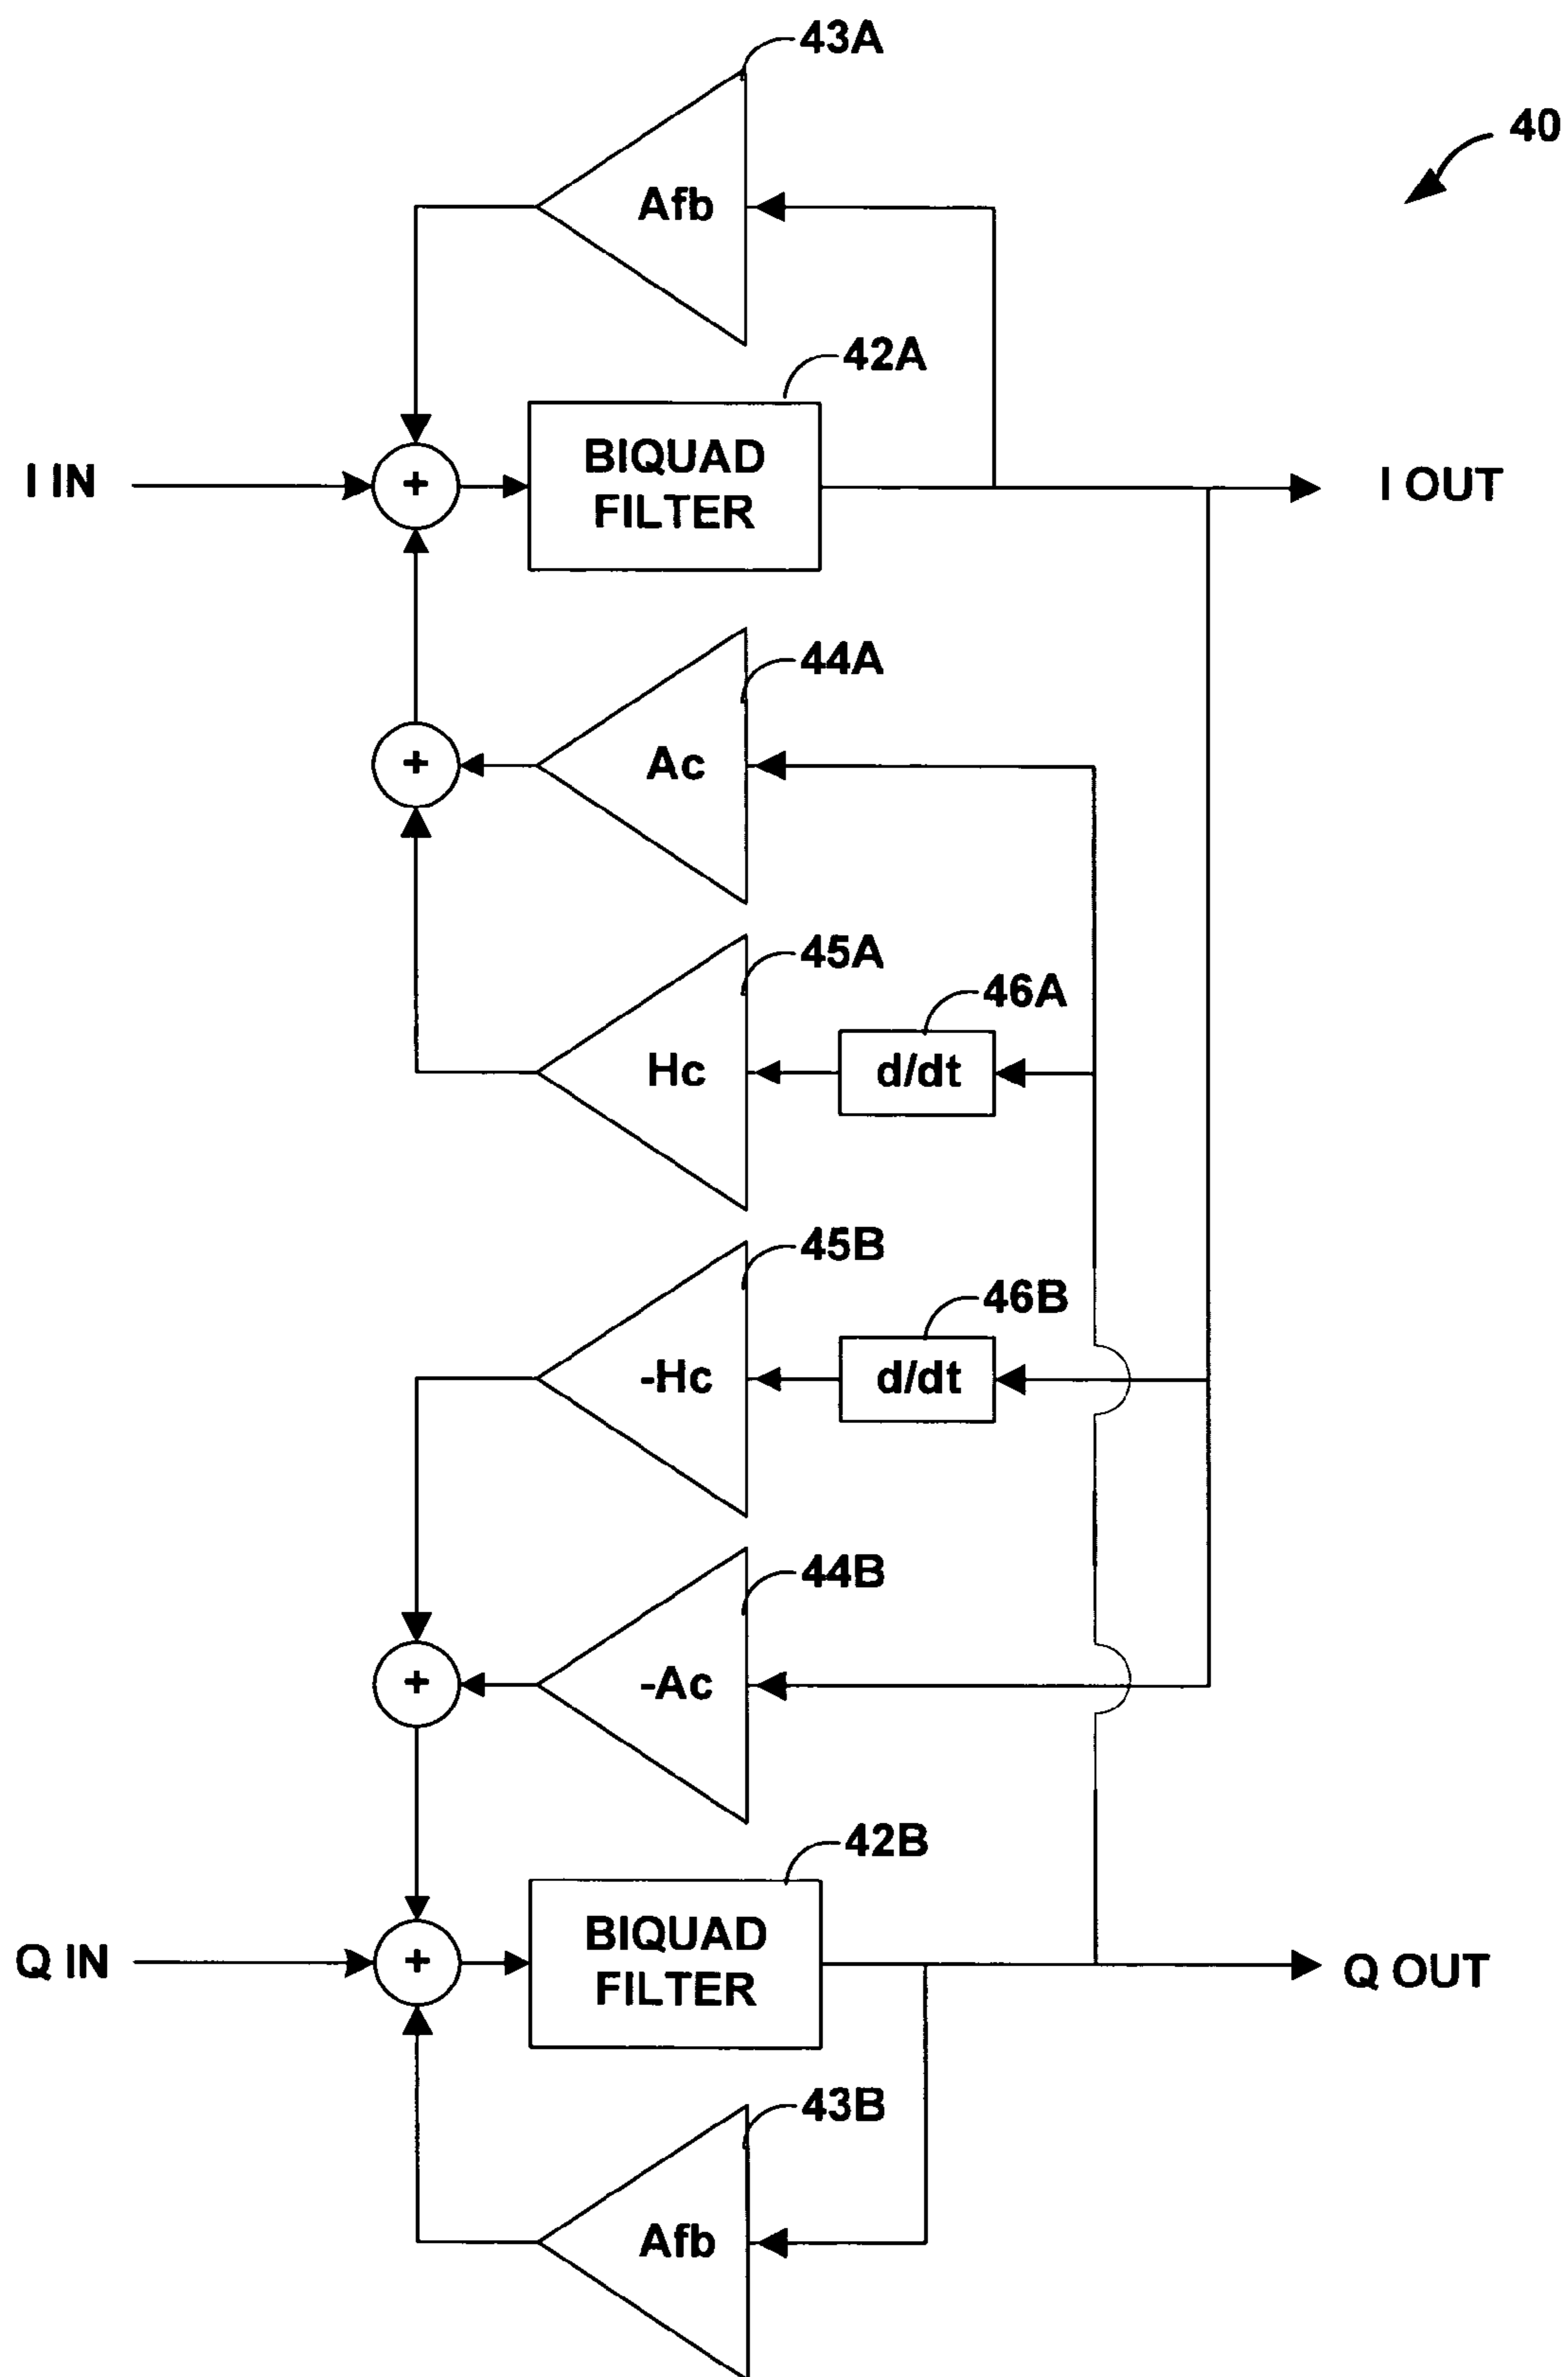 43A
40
Afb
42A
BIQUAD
FILTER
I IN
I OUT
44A
+
Ac
+
45A
46A
Hc
d/dt
45B
46B
-Hc
d/dt
44B
-Ac
+
42B
BIQUAD
FILTER
Q IN
+
Q OUT
43B
Afb